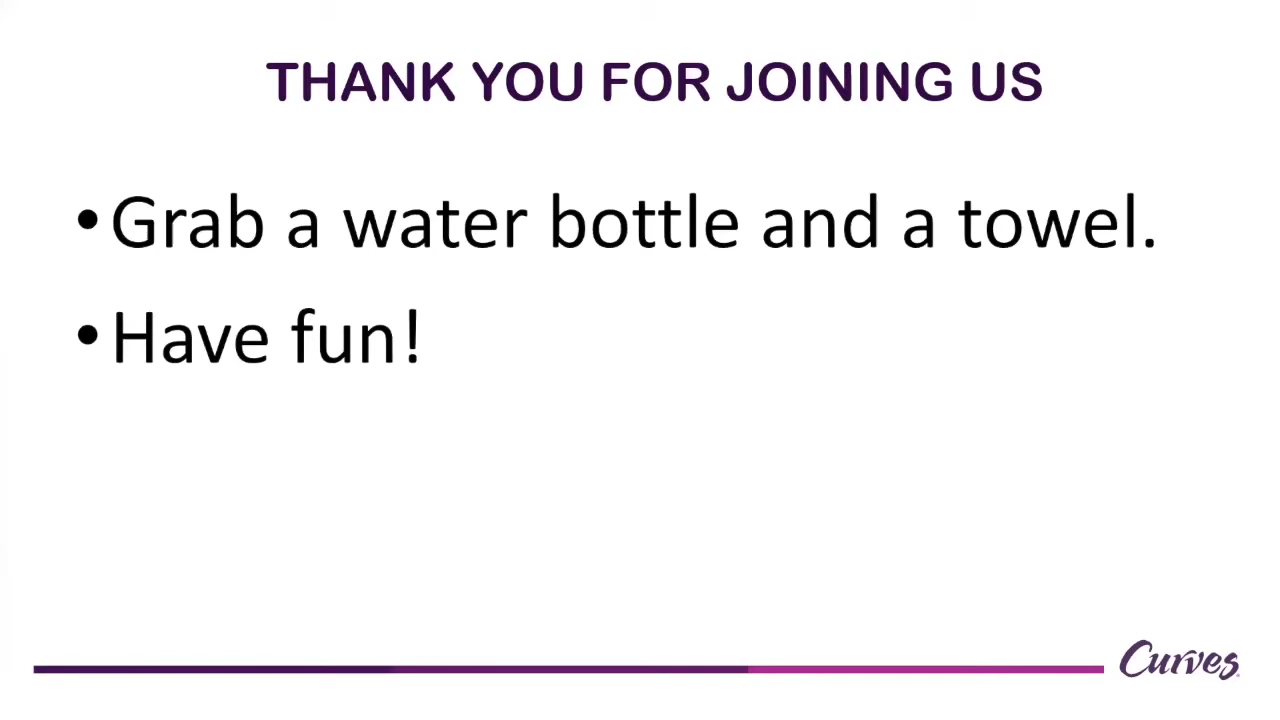 THANK YOU FOR JOINING US
•Grab a water bottle and a towel.
•Have fun!
Curves®